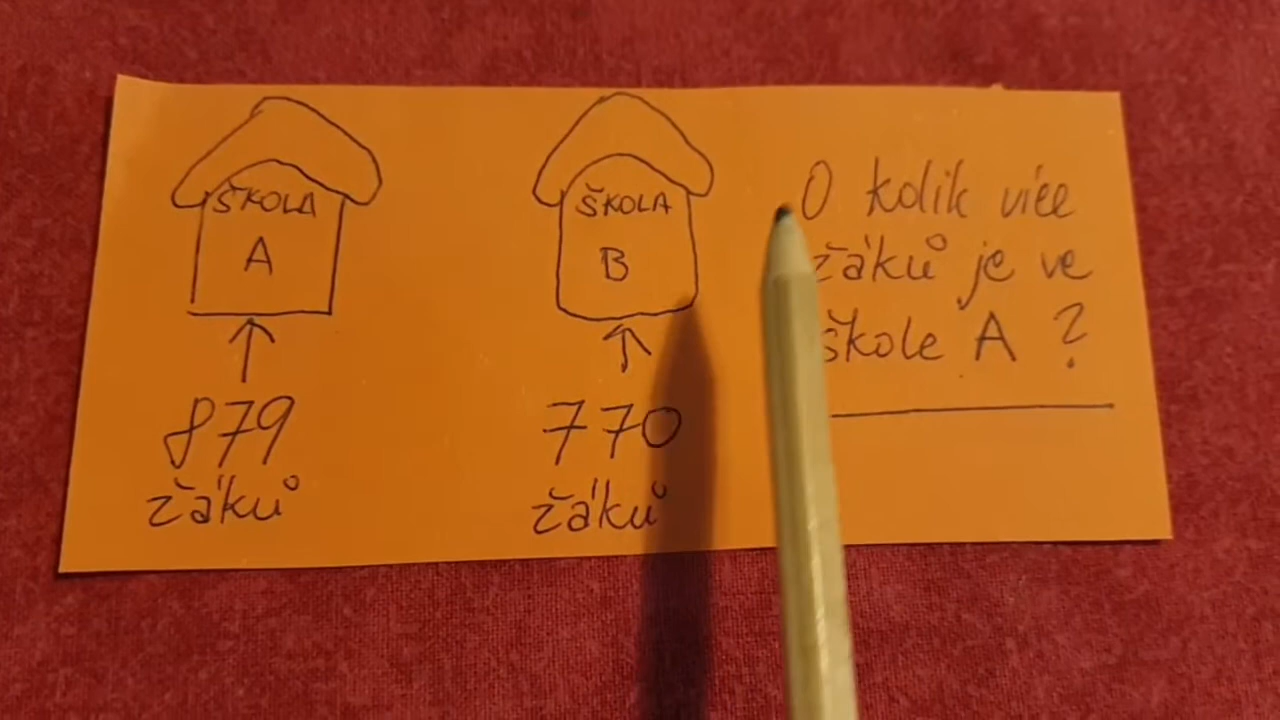 ŠKOLA
A
879
žáků
ŠKOLA
B
770
žáků
O kolik více
žáků je ve
škole A ?